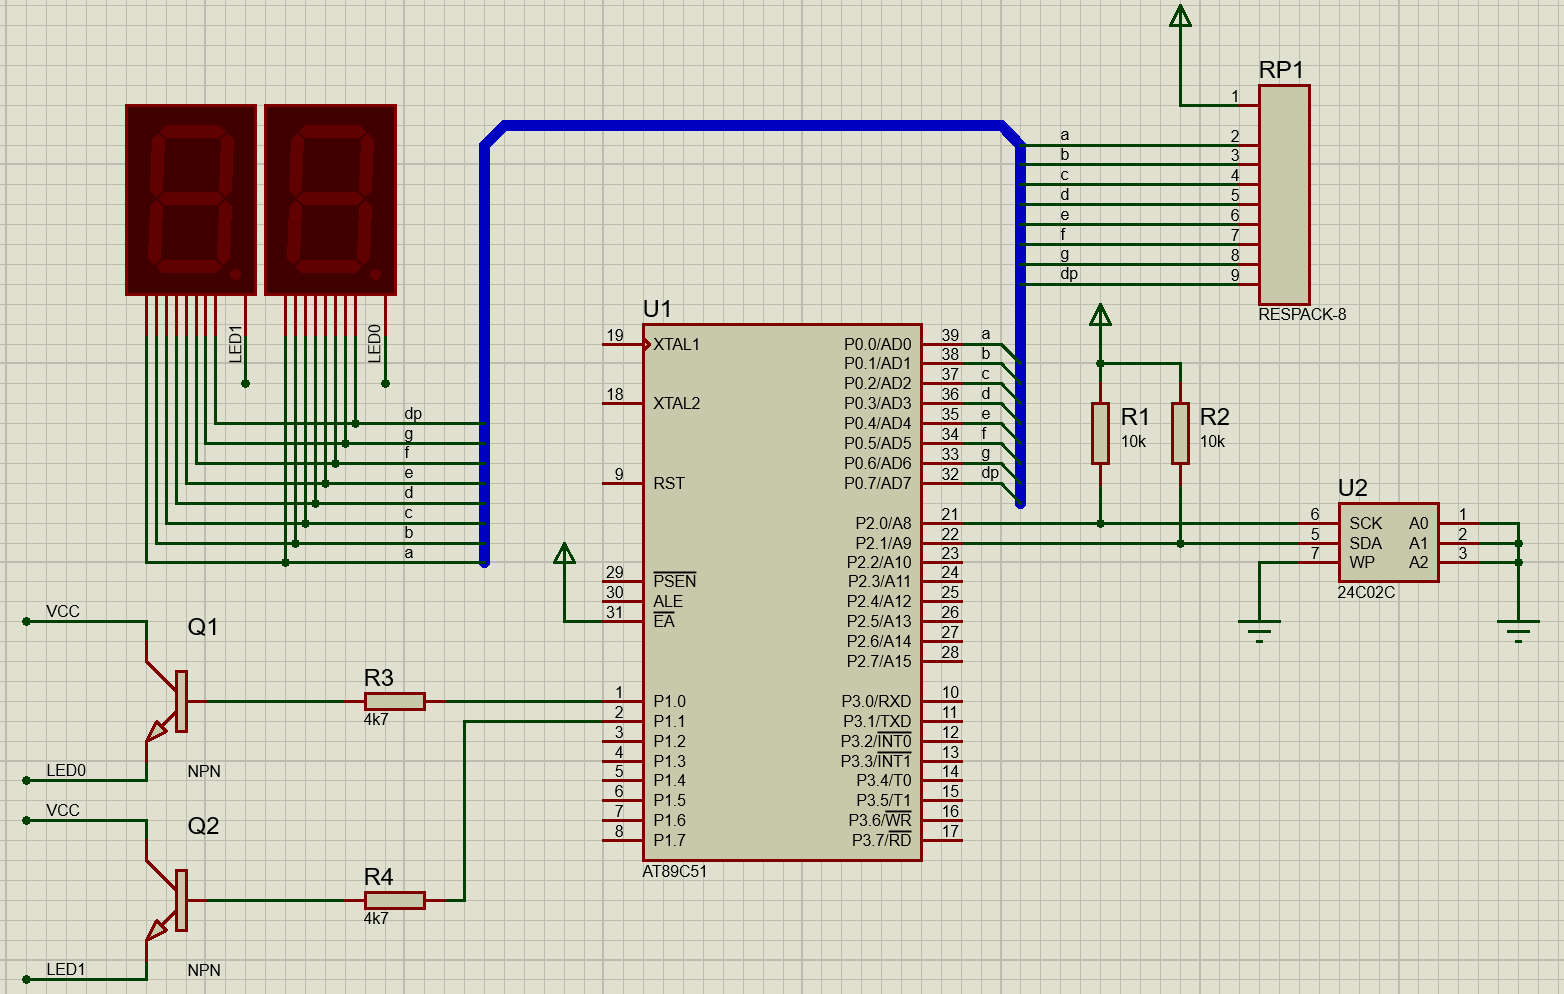 RP1
1
a 2
b 3
c 4
d 5
e 6
f 7
g 8
dp 9
RESPACK-8
LED1
LED0
dp
g
f
e
d
c
b
a
U1
19 XTAL1
18 XTAL2
9 RST
29 PSEN
30 ALE
31 EA
1 P1.0
2 P1.1
3 P1.2
4 P1.3
5 P1.4
6 P1.5
7 P1.6
8 P1.7
P0.0/AD0 39 a
P0.1/AD1 38 b
P0.2/AD2 37 c
P0.3/AD3 36 d
P0.4/AD4 35 e
P0.5/AD5 34 f
P0.6/AD6 33 g
P0.7/AD7 32 dp
P2.0/A8 21
P2.1/A9 22
P2.2/A10 23
P2.3/A11 24
P2.4/A12 25
P2.5/A13 26
P2.6/A14 27
P2.7/A15 28
P3.0/RXD 10
P3.1/TXD 11
P3.2/INT0 12
P3.3/INT1 13
P3.4/T0 14
P3.5/T1 15
P3.6/WR 16
P3.7/RD 17
AT89C51
R1
10k
R2
10k
U2
6 SCK A0 1
5 SDA A1 2
7 WP A2 3
24C02C
VCC
Q1
R3
4k7
LED0
NPN
VCC
Q2
R4
4k7
LED1
NPN